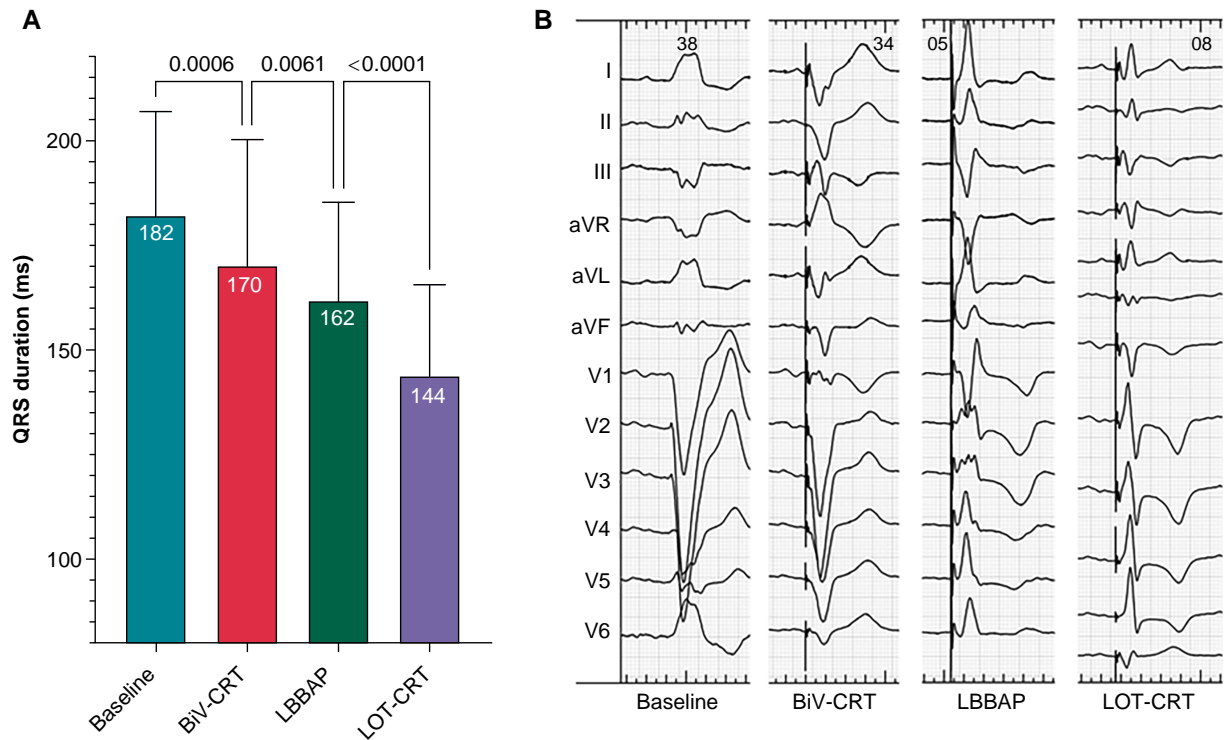 A
QRS duration (ms)
200
150
100
0.0006
0.0061
<0.0001
182
170
162
144
Baseline
BiV-CRT
LBBAP
LOT-CRT
B
38
34
05
08
I
II
III
aVR
aVL
aVF
V1
V2
V3
V4
V5
V6
Baseline
BiV-CRT
LBBAP
LOT-CRT